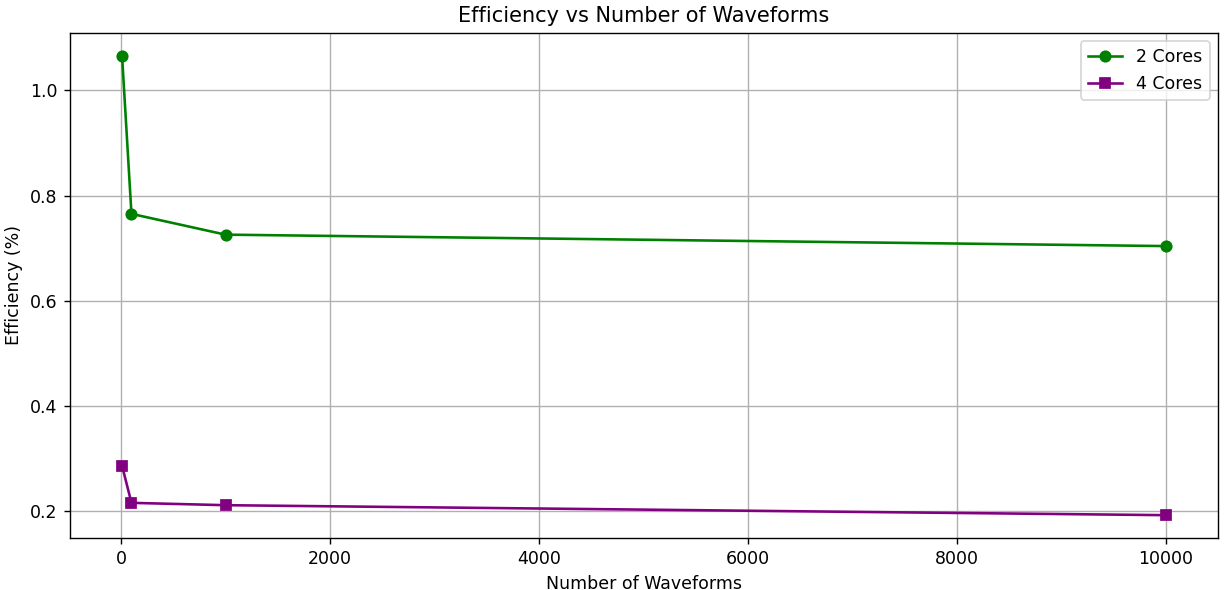 Efficiency vs Number of Waveforms
2 Cores
4 Cores
Efficiency (%)
1.0
0.8
0.6
0.4
0.2
0 2000 4000 6000 8000 10000
Number of Waveforms